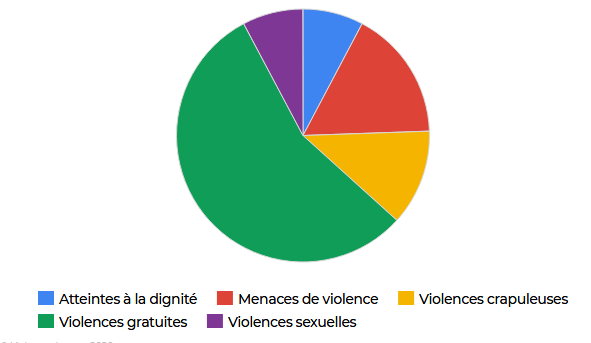 Atteintes à la dignité Menaces de violence Violences crapuleuses
Violences gratuites Violences sexuelles